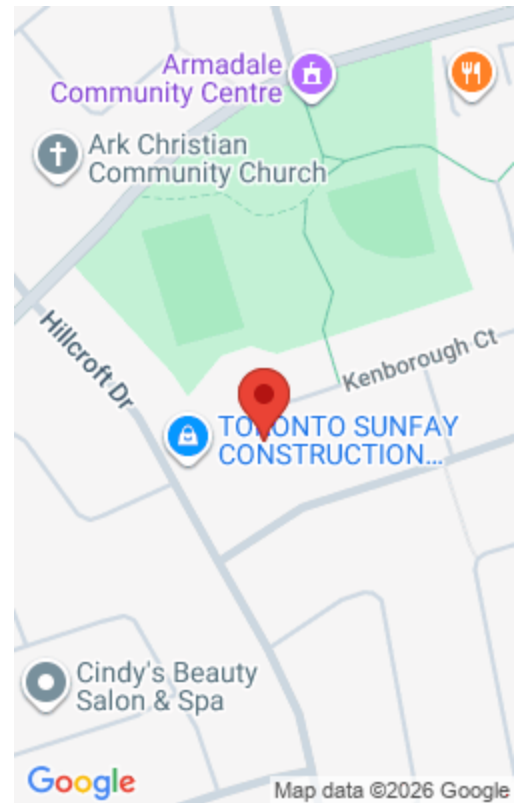 Armadale
Community Centre
Ark Christian
Community Church
Hillcroft Dr
Kenborough Ct
TORONTO SUNFAY
CONSTRUCTION...
Cindy's Beauty
Salon & Spa
Google
Map data ©2026 Google